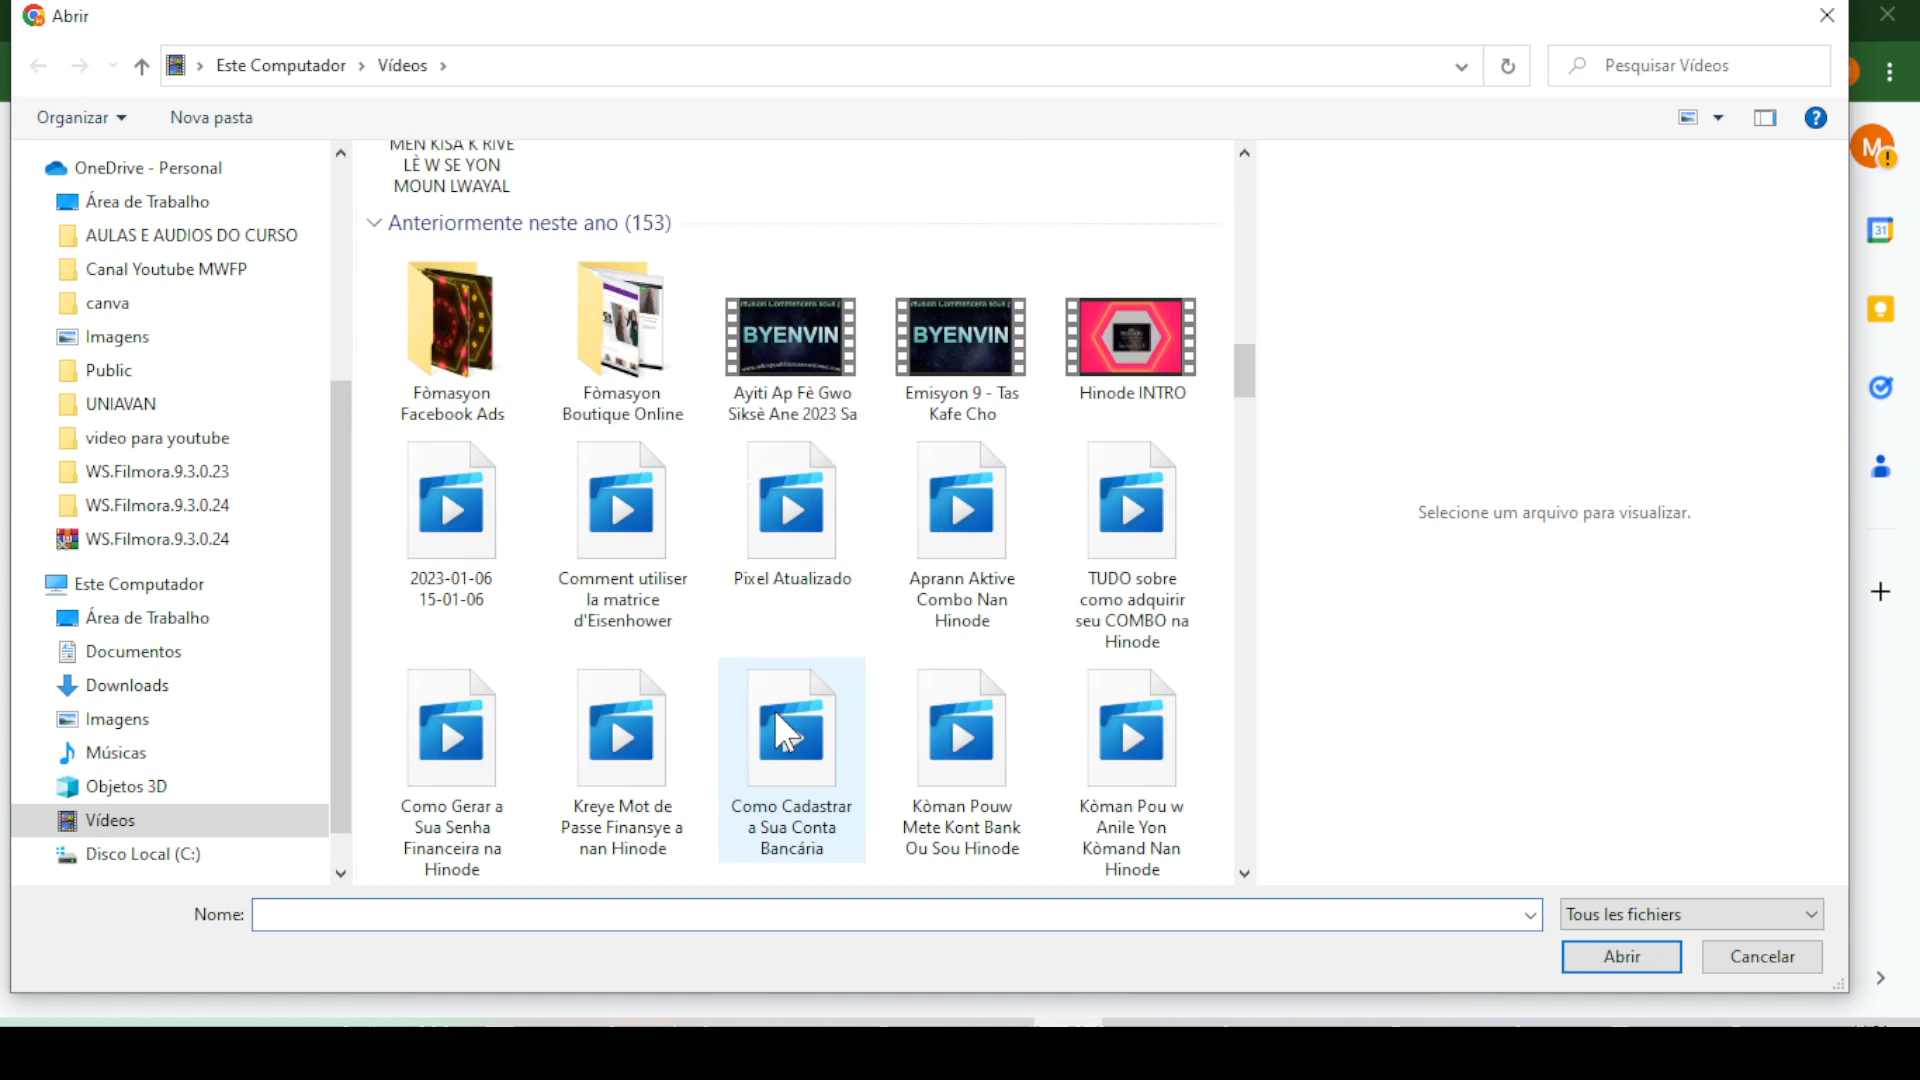 Abrir
Este Computador > Vídeos >
Pesquisar Vídeos
Organizar
Nova pasta
OneDrive - Personal
Área de Trabalho
AULAS E AUDIOS DO CURSO
Canal Youtube MWFP
canva
Imagens
Public
UNIAVAN
video para youtube
WS.Filmora.9.3.0.23
WS.Filmora.9.3.0.24
WS.Filmora.9.3.0.24
Este Computador
Área de Trabalho
Documentos
Downloads
Imagens
Músicas
Objetos 3D
Vídeos
Disco Local (C:)
MEN KISA K RIVE
LÈ W SE YON
MOUN LWAYAL
Anteriormente neste ano (153)
BYENVIN
BYENVIN
Fòmasyon
Facebook Ads
Fòmasyon
Boutique Online
Ayiti Ap Fè Gwo
Siksè Ane 2023 Sa
Emisyon 9 - Tas
Kafe Cho
Hinode INTRO
2023-01-06
15-01-06
Comment utiliser
la matrice
d'Eisenhower
Pixel Atualizado
Aprann Aktive
Combo Nan
Hinode
TUDO sobre
como adquirir
seu COMBO na
Hinode
Como Gerar a
Sua Senha
Financeira na
Hinode
Kreye Mot de
Passe Finansye a
nan Hinode
Como Cadastrar
a Sua Conta
Bancária
Kòman Pouw
Mete Kont Bank
Ou Sou Hinode
Kòman Pou w
Anile Yon
Kòmand Nan
Hinode
Selecione um arquivo para visualizar.
M
31
Nome:
Tous les fichiers
Abrir
Cancelar